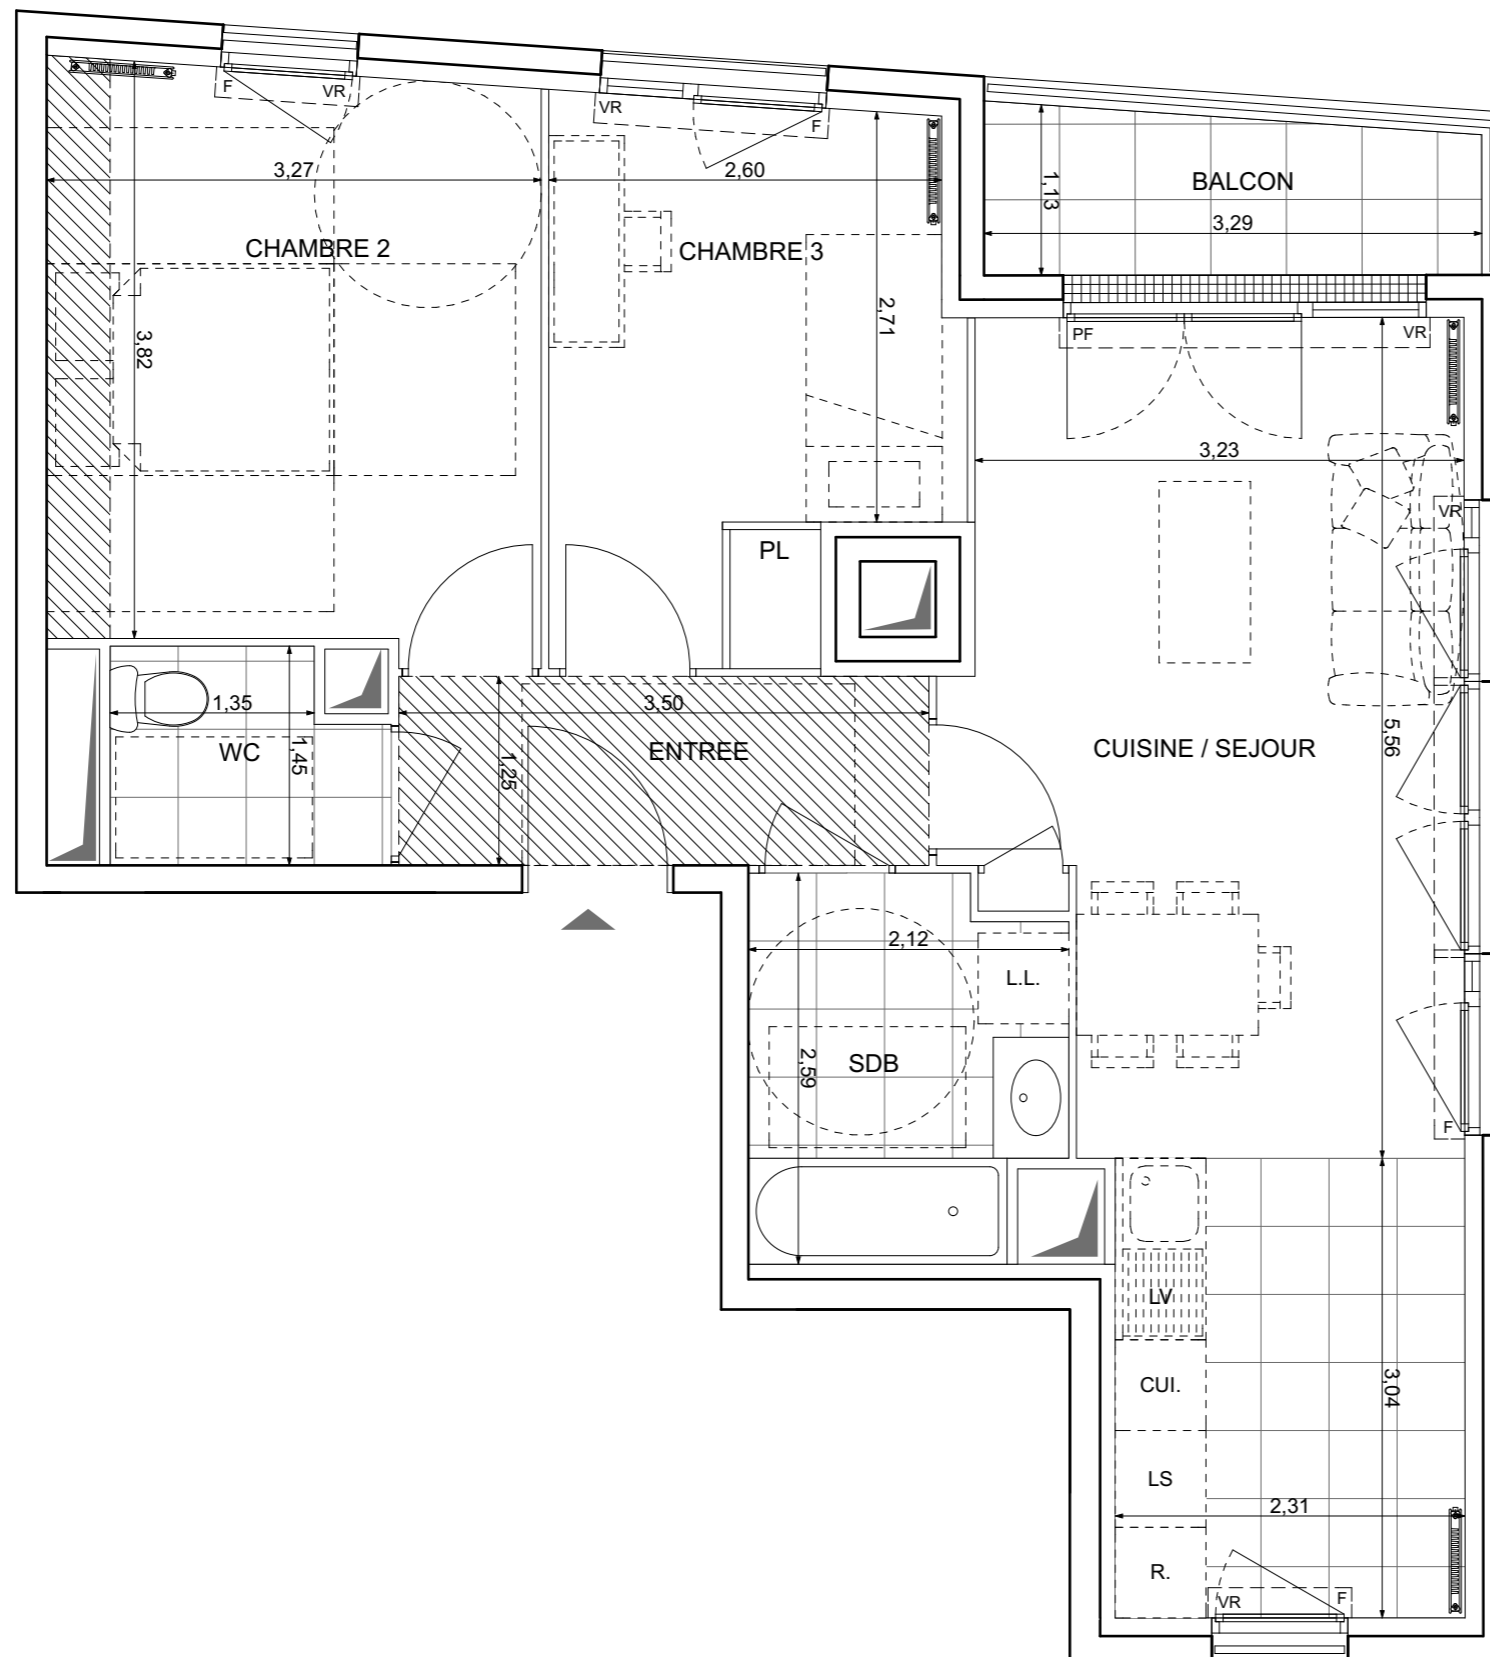 F
VR
VR
F
3,27
2,60
1,13
BALCON
3,29
CHAMBRE 2
CHAMBRE 3
3,82
2,71
PF
VR
3,23
VR
PL
1,35
3,50
WC
1,45
1,25
ENTREE
CUISINE / SEJOUR
5,56
2,12
L.L.
2,59
SDB
F
LV
CUI.
3,04
LS
2,31
R.
VR
F